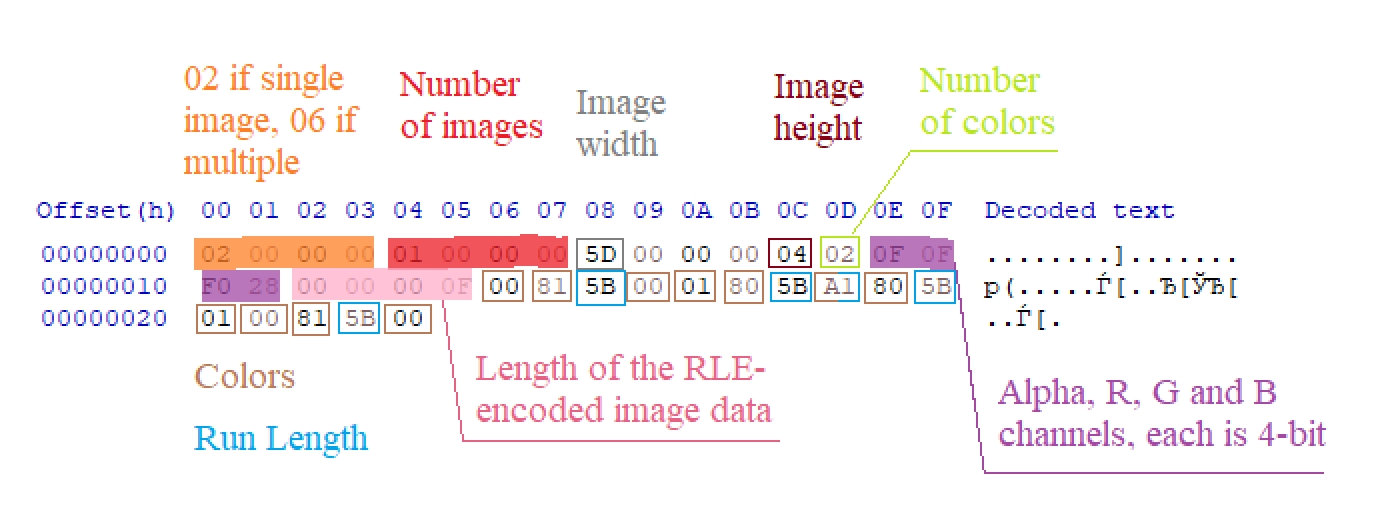 02 if single
image, 06 if
multiple
Number
of images
Image
width
Image
height
Number
of colors
Offset(h) 00 01 02 03 04 05 06 07 08 09 0A 0B 0C 0D 0E 0F Decoded text
00000000 02 00 00 00 01 00 00 00 5D 00 00 00 04 02 0F 0F ........].......
00000010 F0 28 00 00 00 0F 00 81 5B 00 01 80 5B A1 80 5B р(.....Ѓ[..Ђ[ЎЂ[
00000020 01 00 81 5B 00 ..Ѓ[.
Colors
Run Length
Length of the RLE-
encoded image data
Alpha, R, G and B
channels, each is 4-bit